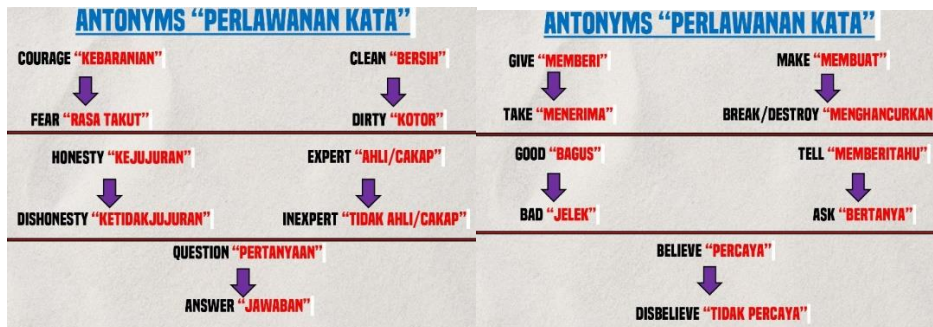 ANTONYMS “PERLAWANAN KATA”
COURAGE “KEBARANIAN”
CLEAN “BERSIH”
FEAR “RASA TAKUT”
DIRTY “KOTOR”
HONESTY “KEJUJURAN”
EXPERT “AHLI/CAKAP”
DISHONESTY “KETIDAKJUJURAN”
INEXPERT “TIDAK AHLI/CAKAP”
QUESTION “PERTANYAAN”
ANSWER “JAWABAN”
ANTONYMS “PERLAWANAN KATA”
GIVE “MEMBERI”
MAKE “MEMBUAT”
TAKE “MENERIMA”
BREAK/DESTROY “MENGHANCURKAN
GOOD “BAGUS”
TELL “MEMBERITAHU”
BAD “JELEK”
ASK “BERTANYA”
BELIEVE “PERCAYA”
DISBELIEVE “TIDAK PERCAYA”